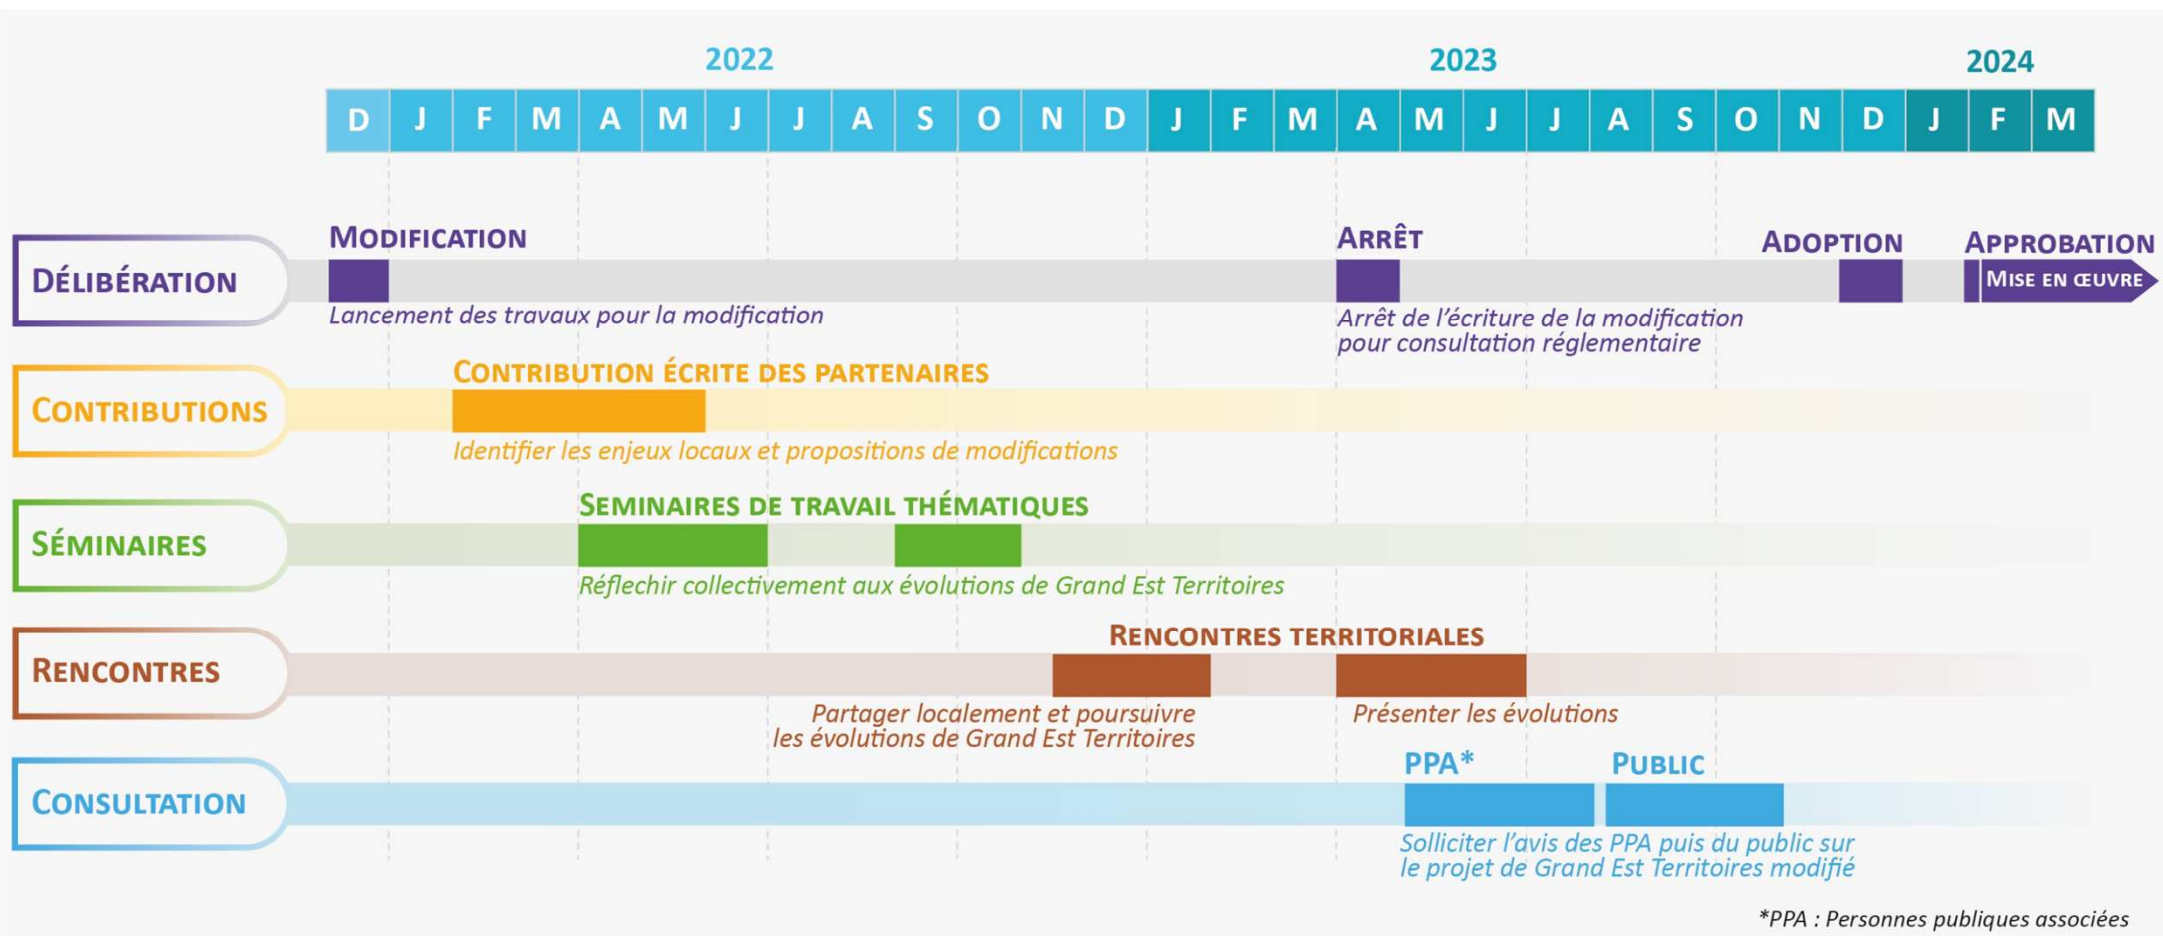 2022 2023 2024
D J F M A M J J A S O N D J F M A M J J A S O N D J F M
MODIFICATION ARRÊT ADOPTION APPROBATION
DÉLIBÉRATION MISE EN ŒUVRE
Lancement des travaux pour la modification
Arrêt de l'écriture de la modification
pour consultation réglementaire
CONTRIBUTION ÉCRITE DES PARTENAIRES
CONTRIBUTIONS
Identifier les enjeux locaux et propositions de modifications
SEMINAIRES DE TRAVAIL THÉMATIQUES
SÉMINAIRES
Réflechir collectivement aux évolutions de Grand Est Territoires
RENCONTRES TERRITORIALES
RENCONTRES
Partager localement et poursuivre
les évolutions de Grand Est Territoires
Présenter les évolutions
PPA* PUBLIC
CONSULTATION
Solliciter l'avis des PPA puis du public sur
le projet de Grand Est Territoires modifié
*PPA : Personnes publiques associées